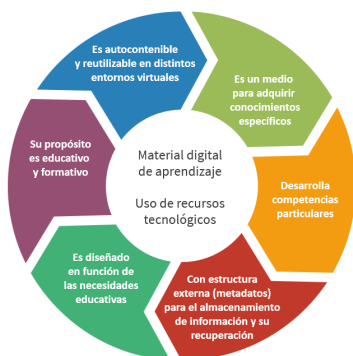 Es autocontenible
y reutilizable en distintos
entornos virtuales
Es un medio
para adquirir
conocimientos
específicos
Su propósito
es educativo
y formativo
Material digital
de aprendizaje
Uso de recursos
tecnológicos
Desarrolla
competencias
particulares
Es diseñado
en función de
las necesidades
educativas
Con estructura
externa (metadatos)
para el almacenamiento
de información y su
recuperación